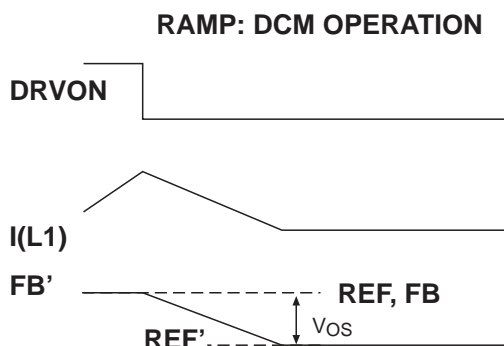 RAMP: DCM OPERATION
DRVON
I(L1)
FB’
REF, FB
VOS
REF’